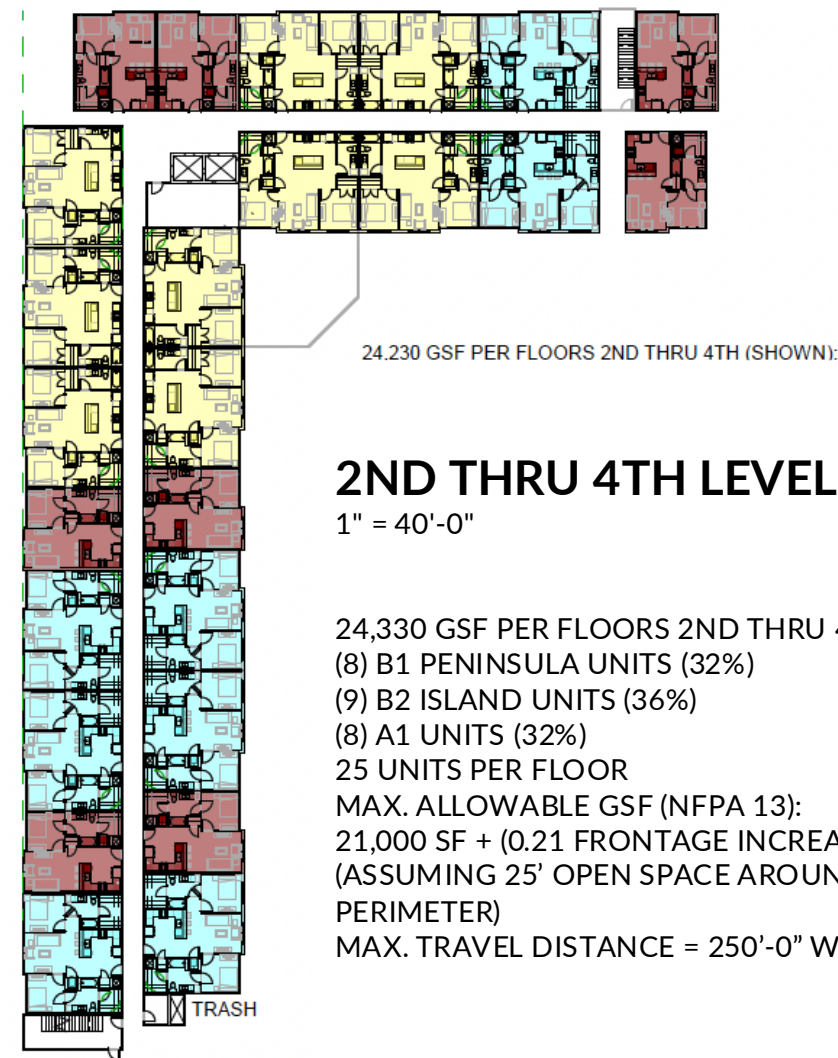 24.230 GSF PER FLOORS 2ND THRU 4TH (SHOWN):
2ND THRU 4TH LEVEL
1" = 40'-0"
24,330 GSF PER FLOORS 2ND THRU
(8) B1 PENINSULA UNITS (32%)
(9) B2 ISLAND UNITS (36%)
(8) A1 UNITS (32%)
25 UNITS PER FLOOR
MAX. ALLOWABLE GSF (NFPA 13):
21,000 SF + (0.21 FRONTAGE INCREA
(ASSUMING 25’ OPEN SPACE AROUN
PERIMETER)
MAX. TRAVEL DISTANCE = 250’-0” W
TRASH